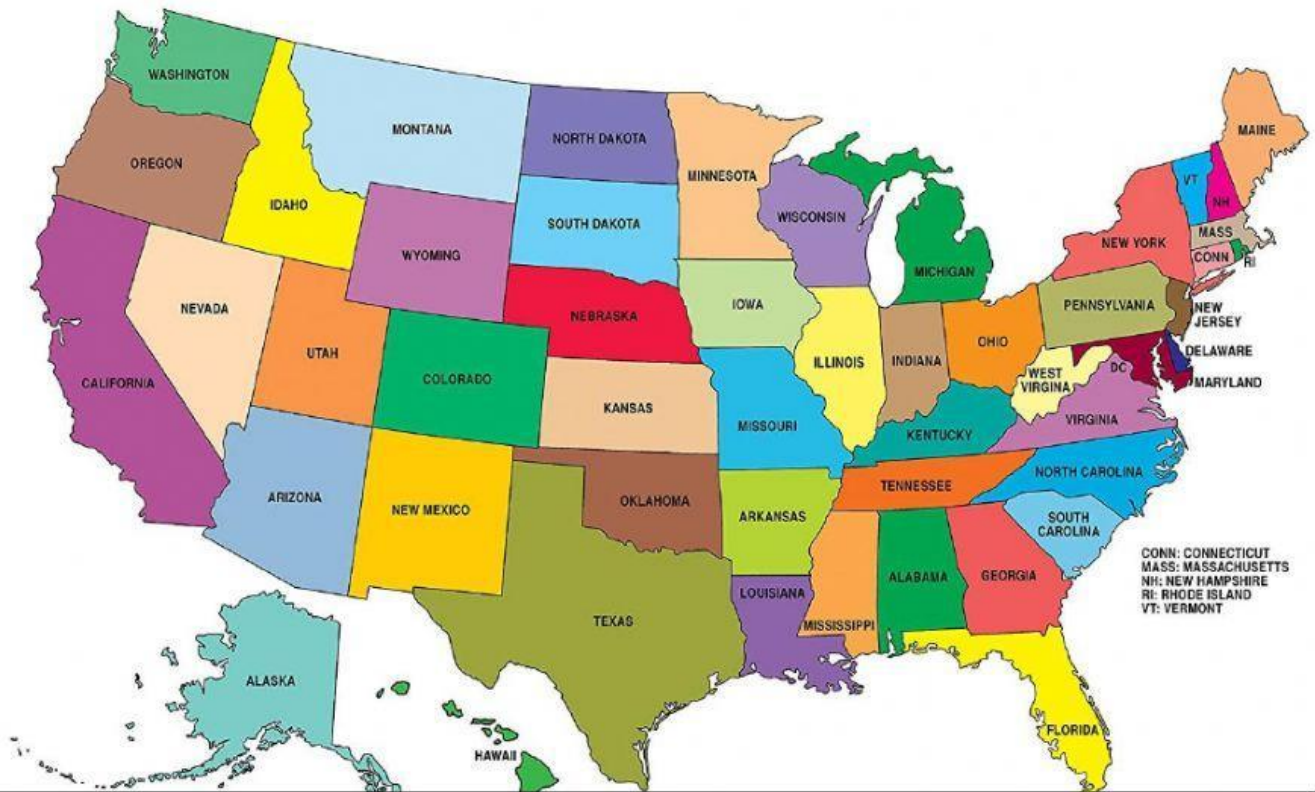 WASHINGTON
MONTANA
NORTH DAKOTA
MINNESOTA
MAINE
OREGON
IDAHO
SOUTH DAKOTA
WISCONSIN
VT
NH
MASS
NEW YORK
CONN
RI
WYOMING
MICHIGAN
NEVADA
IOWA
PENNSYLVANIA
NEW
JERSEY
NEBRASKA
UTAH
ILLINOIS
INDIANA
OHIO
DELAWARE
CALIFORNIA
COLORADO
WEST
VIRGINA
DC
MARYLAND
KANSAS
MISSOURI
KENTUCKY
VIRGINIA
ARIZONA
NEW MEXICO
OKLAHOMA
ARKANSAS
TENNESSEE
NORTH CAROLINA
SOUTH
CAROLINA
CONN: CONNECTICUT
MASS: MASSACHUSETTS
NH: NEW HAMPSHIRE
RI: RHODE ISLAND
VT: VERMONT
TEXAS
LOUISIANA
MISSISSIPPI
ALABAMA
GEORGIA
ALASKA
HAWAII
FLORIDA